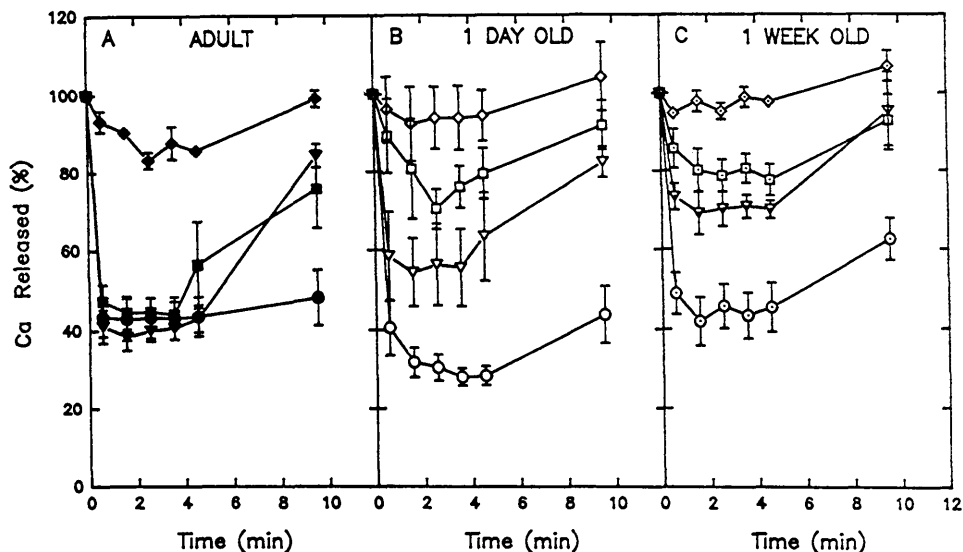 A ADULT
B 1 DAY OLD
C 1 WEEK OLD
Ca Released (%)
120
100
80
60
40
20
0
0 2 4 6 8 10
0 2 4 6 8 10
0 2 4 6 8 10 12
Time (min)
Time (min)
Time (min)